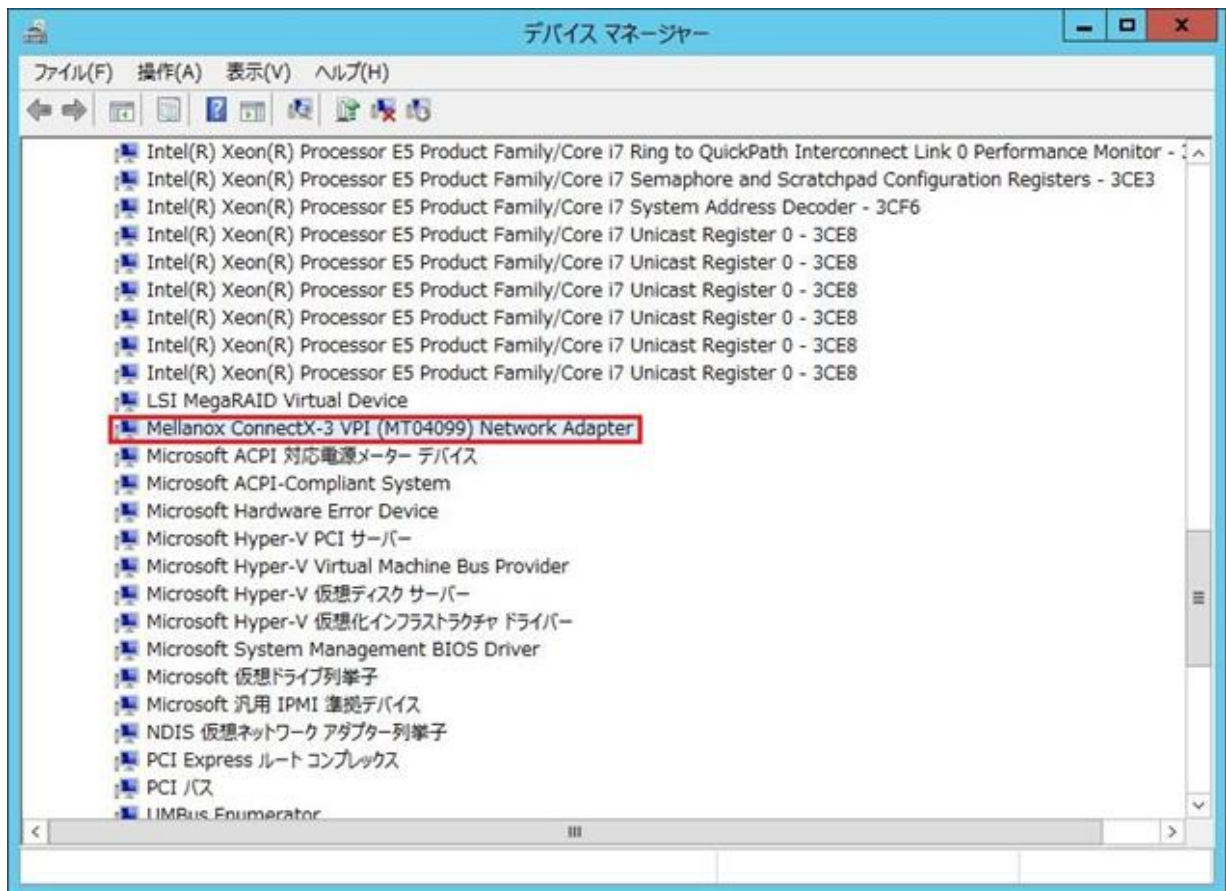 デバイス マネージャー
ファイル(F) 操作(A) 表示(V) ヘルプ(H)
Intel(R) Xeon(R) Processor E5 Product Family/Core i7 Ring to QuickPath Interconnect Link 0 Performance Monitor -
Intel(R) Xeon(R) Processor E5 Product Family/Core i7 Semaphore and Scratchpad Configuration Registers - 3CE3
Intel(R) Xeon(R) Processor E5 Product Family/Core i7 System Address Decoder - 3CF6
Intel(R) Xeon(R) Processor E5 Product Family/Core i7 Unicast Register 0 - 3CE8
Intel(R) Xeon(R) Processor E5 Product Family/Core i7 Unicast Register 0 - 3CE8
Intel(R) Xeon(R) Processor E5 Product Family/Core i7 Unicast Register 0 - 3CE8
Intel(R) Xeon(R) Processor E5 Product Family/Core i7 Unicast Register 0 - 3CE8
Intel(R) Xeon(R) Processor E5 Product Family/Core i7 Unicast Register 0 - 3CE8
Intel(R) Xeon(R) Processor E5 Product Family/Core i7 Unicast Register 0 - 3CE8
LSI MegaRAID Virtual Device
Mellanox ConnectX-3 VPI (MT04099) Network Adapter
Microsoft ACPI 対応電源メーター デバイス
Microsoft ACPI-Compliant System
Microsoft Hardware Error Device
Microsoft Hyper-V PCI サーバー
Microsoft Hyper-V Virtual Machine Bus Provider
Microsoft Hyper-V 仮想ディスク サーバー
Microsoft Hyper-V 仮想化インフラストラクチャ ドライバー
Microsoft System Management BIOS Driver
Microsoft 仮想ドライブ列挙子
Microsoft 汎用 IPMI 準拠デバイス
NDIS 仮想ネットワーク アダプター列挙子
PCI Express ルート コンプレックス
PCI バス
UMBus Enumerator